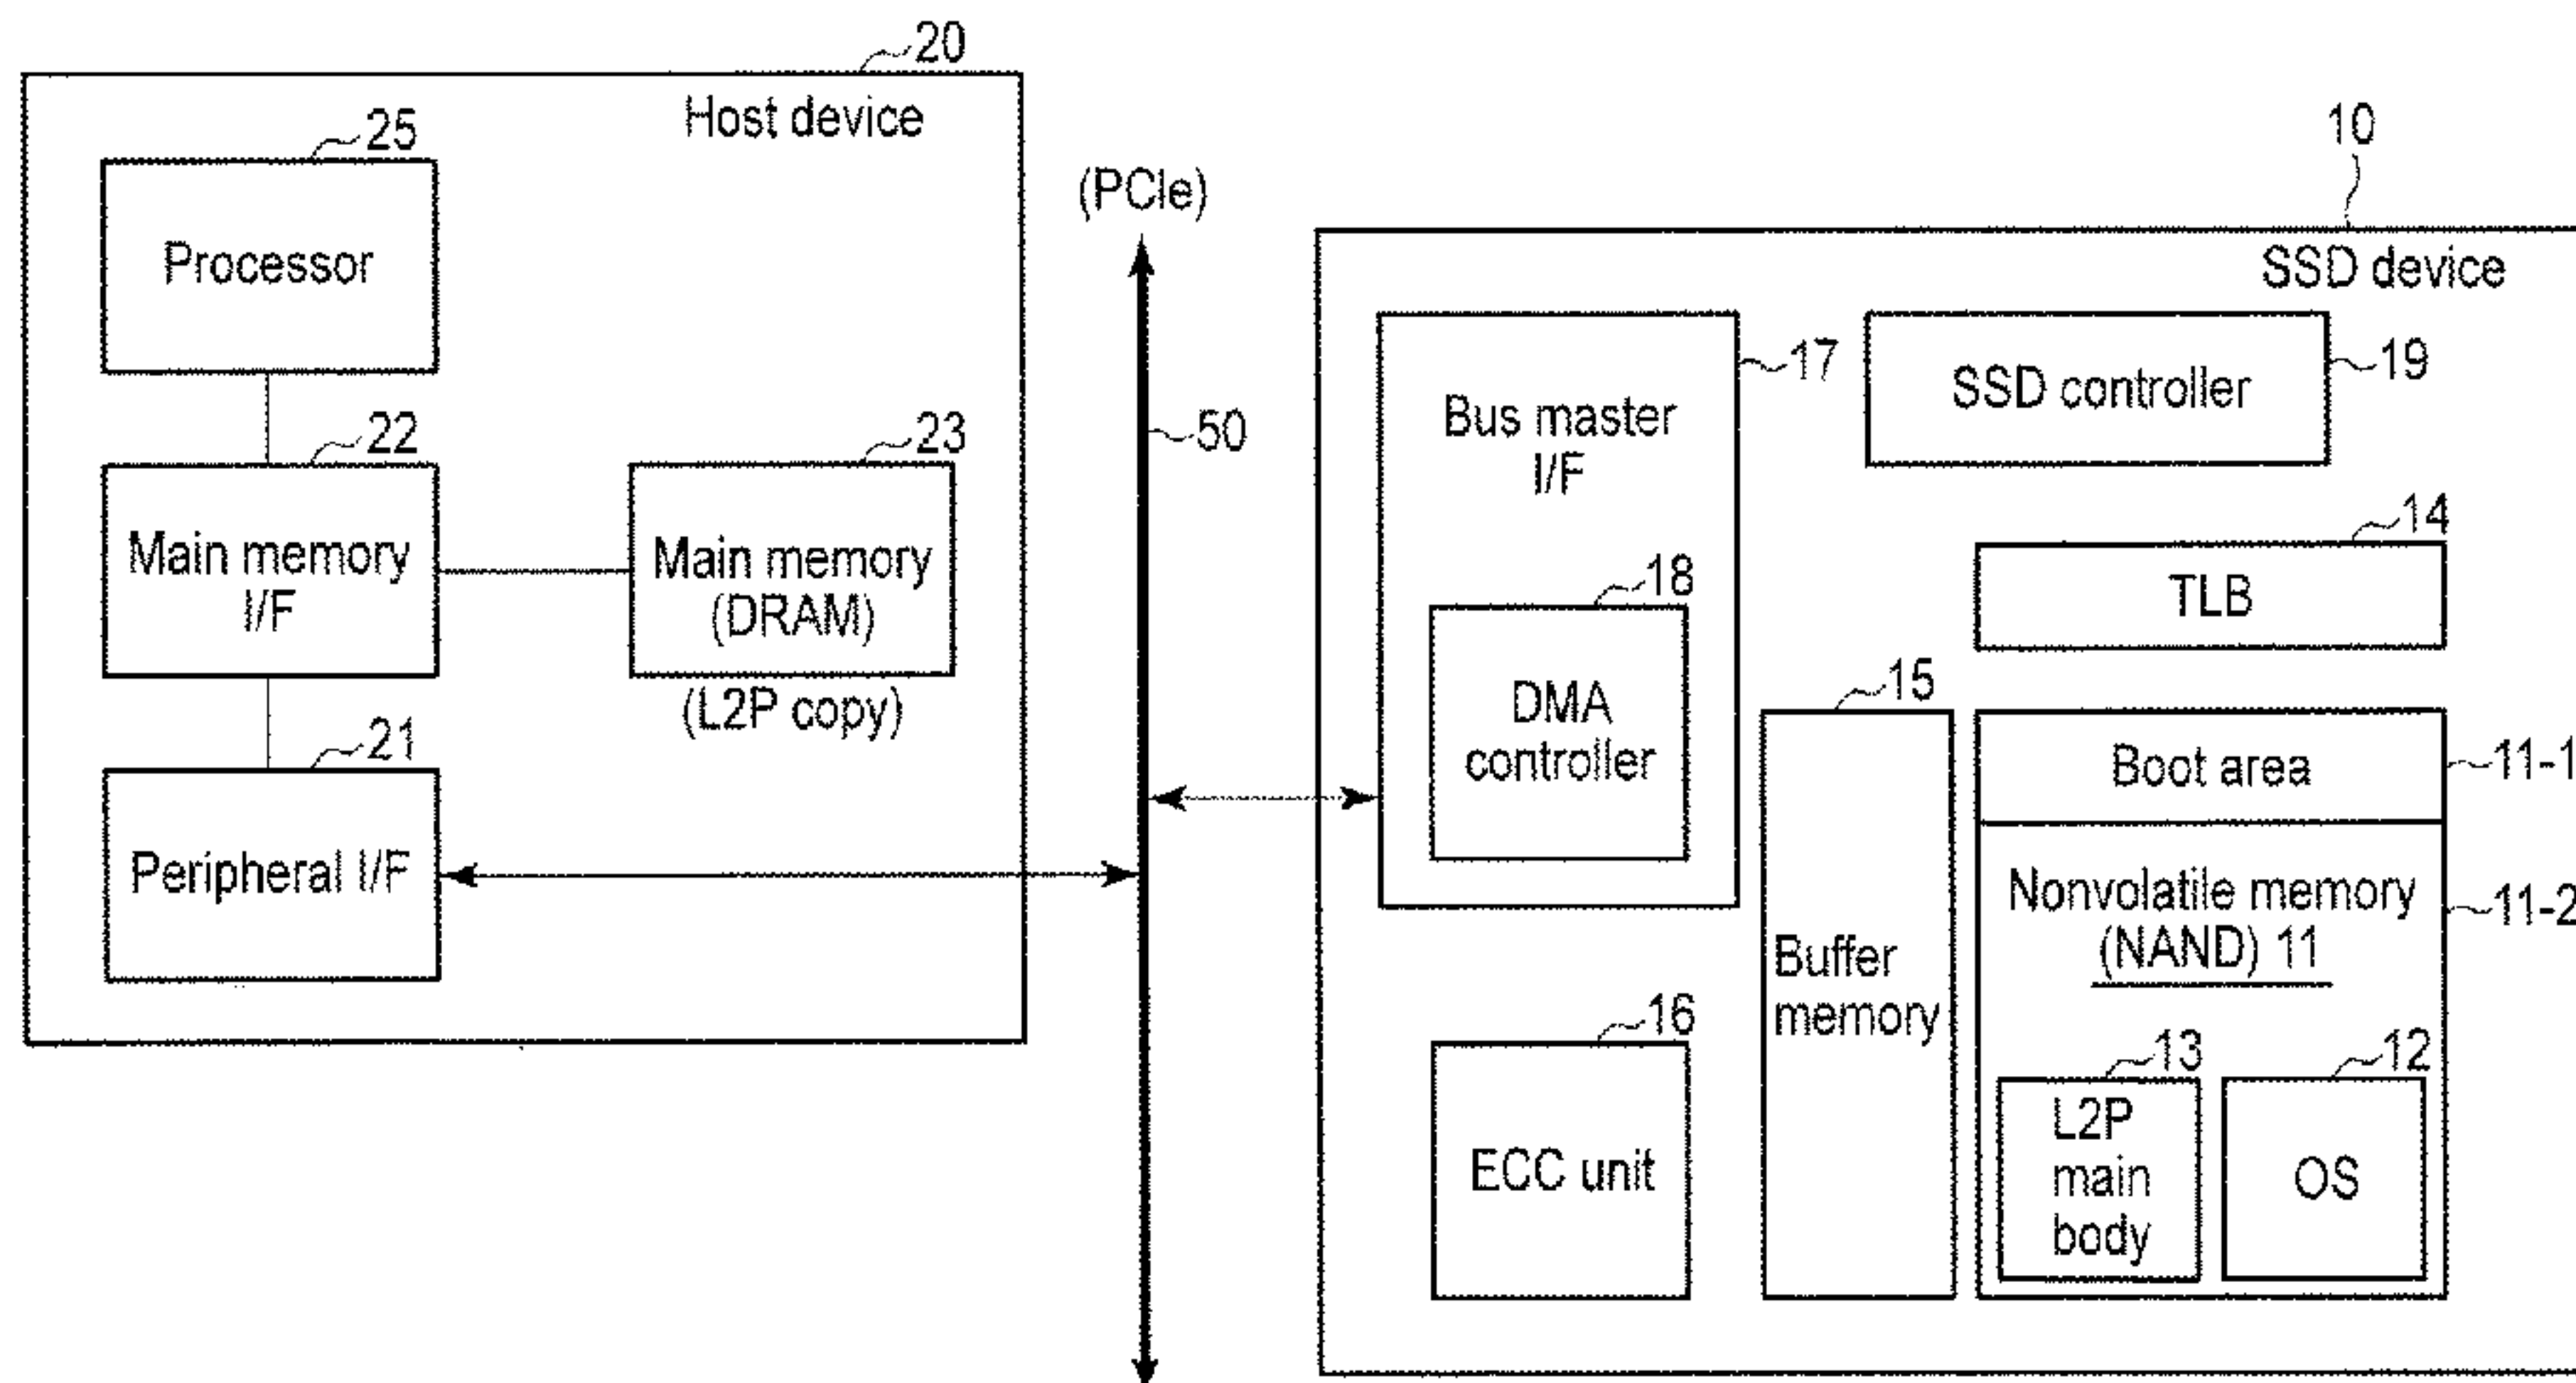 20
Host device
25
Processor
22
Main memory
I/F
23
Main memory
(DRAM)
(L2P copy)
21
Peripheral I/F
(PCIe)
50
10
SSD device
17
Bus master
I/F
18
DMA
controller
19
SSD controller
14
TLB
15
Buffer
memory
11-1
Boot area
11-2
Nonvolatile memory
(NAND) 11
16
ECC unit
13
L2P
main
body
12
OS